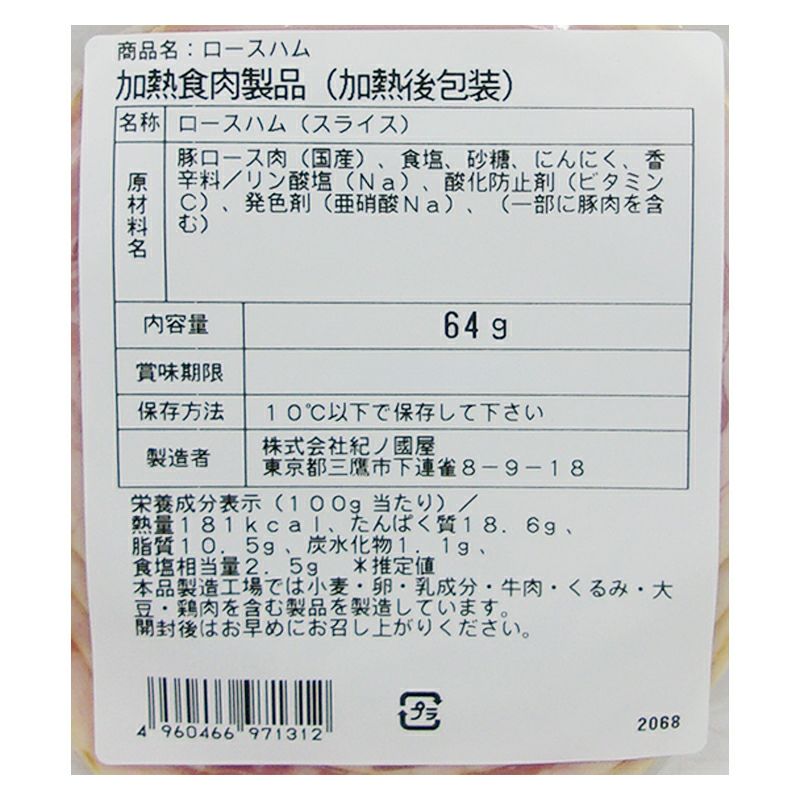 商品名：ロースハム
加熱食肉製品（加熱後包装）
名称 ロースハム（スライス）
原材料名
豚ロース肉（国産）、食塩、砂糖、にんにく、香
辛料／リン酸塩（Ｎａ）、酸化防止剤（ビタミン
Ｃ）、発色剤（亜硝酸Ｎａ）、（一部に豚肉を含
む）
内容量 64ｇ
賞味期限
保存方法 １０℃以下で保存して下さい
製造者 株式会社紀ノ國屋
東京都三鷹市下連雀８－９－１８
栄養成分表示（１００ｇ当たり）／
熱量１８１ｋｃａｌ、たんぱく質１８．６ｇ、
脂質１０．５ｇ、炭水化物１．１ｇ、
食塩相当量２．５ｇ ＊推定値
本品製造工場では小麦・卵・乳成分・牛肉・くるみ・大
豆・鶏肉を含む製品を製造しています。
開封後はお早めにお召し上がりください。
プラ
4 960466 971312
2068